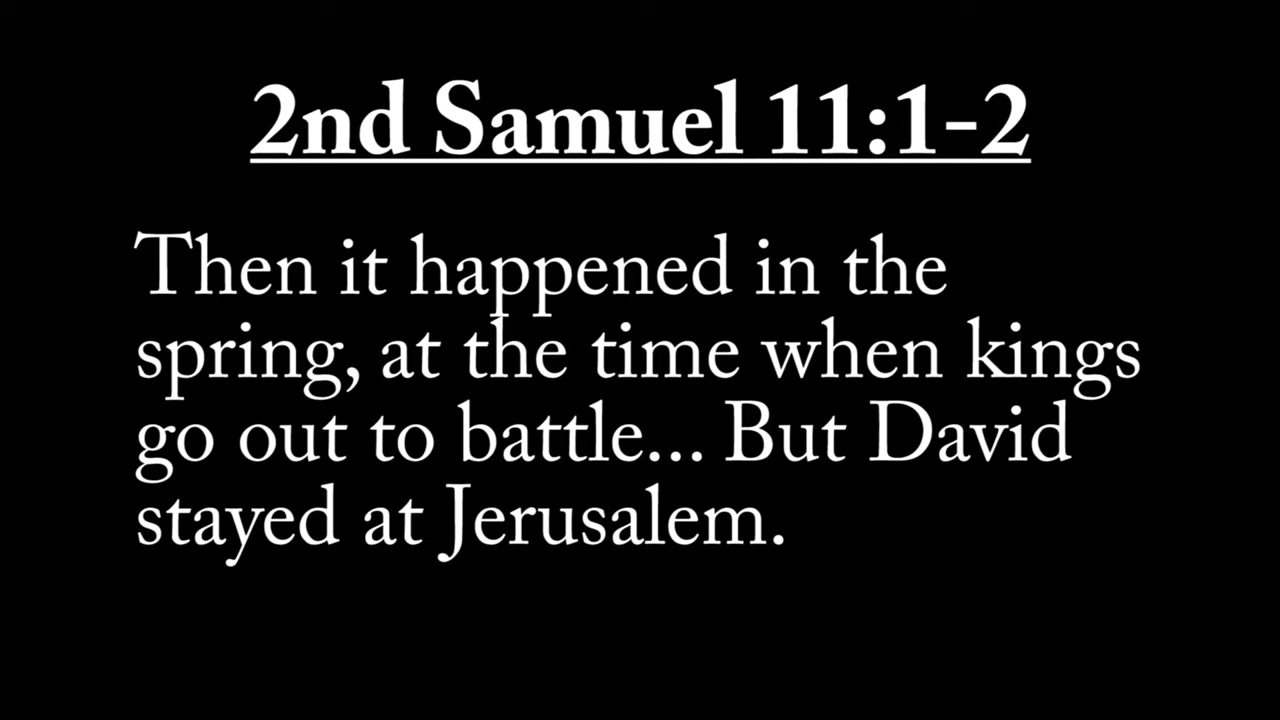 2nd Samuel 11:1-2
Then it happened in the
spring, at the time when kings
go out to battle... But David
stayed at Jerusalem.